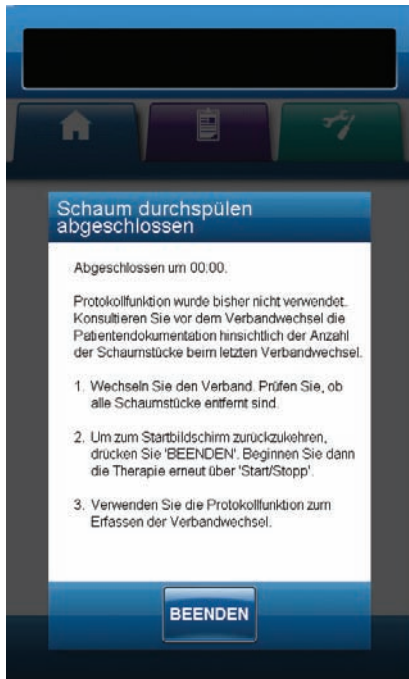 Schaum durchspülen
abgeschlossen
Abgeschlossen um 00:00.
Protokollfunktion wurde bisher nicht verwendet.
Konsultieren Sie vor dem Verbandwechsel die
Patientendokumentation hinsichtlich der Anzahl
der Schaumstücke beim letzten Verbandwechsel.
1. Wechseln Sie den Verband. Prüfen Sie, ob
alle Schaumstücke entfernt sind.
2. Um zum Startbildschirm zurückzukehren,
drücken Sie 'BEENDEN'. Beginnen Sie dann
die Therapie erneut über 'Start/Stopp'.
3. Verwenden Sie die Protokollfunktion zum
Erfassen der Verbandwechsel.
BEENDEN